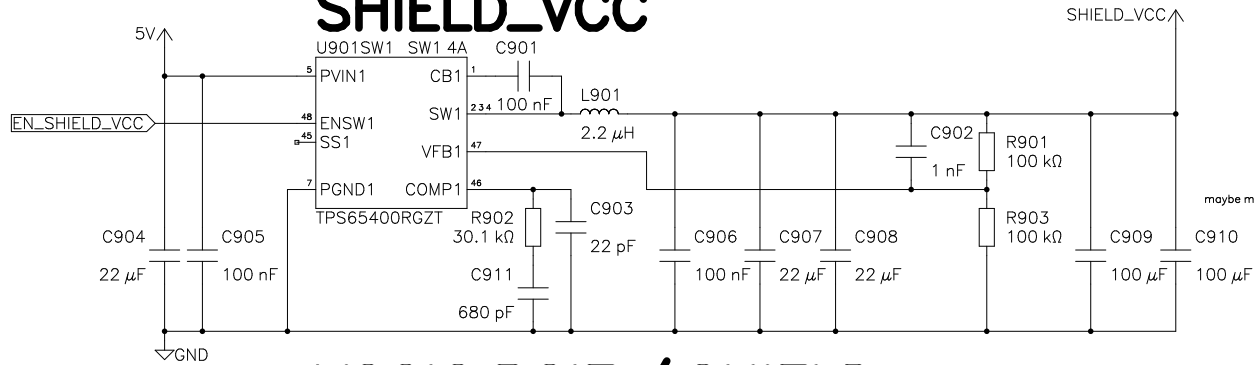 SHIELD_VCC
SHIELD_VCC
5V
U901SW1 SW1 4A C901
5 PVIN1 CB1 1
100 nF
L901
SW1 2 3 4
2.2 µH
EN_SHIELD_VCC 48 ENSW1
45 SS1
VFB1 47
C902
1 nF
R901
100 kΩ
7 PGND1 COMP1 46
TPS65400RGZT
R902
30.1 kΩ
C903
22 pF
R903
100 kΩ
maybe m
C904
22 µF
C905
100 nF
C911
680 pF
C906
100 nF
C907
22 µF
C908
22 µF
C909
100 µF
C910
100 µF
GND